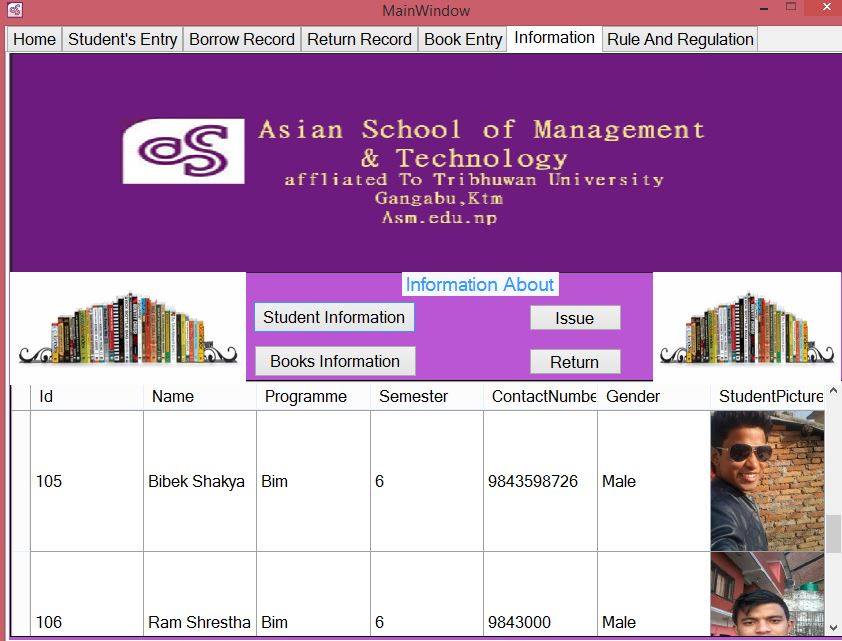 MainWindow
Home Student's Entry Borrow Record Return Record Book Entry Information Rule And Regulation
as
Asian School of Management
& Technology
affliated To Tribhuwan University
Gangabu,Ktm
Asm.edu.np
Information About
Student Information Issue
Books Information Return
Id Name Programme Semester ContactNumbe Gender StudentPicture
105 Bibek Shakya Bim 6 9843598726 Male
106 Ram Shrestha Bim 6 9843000 Male